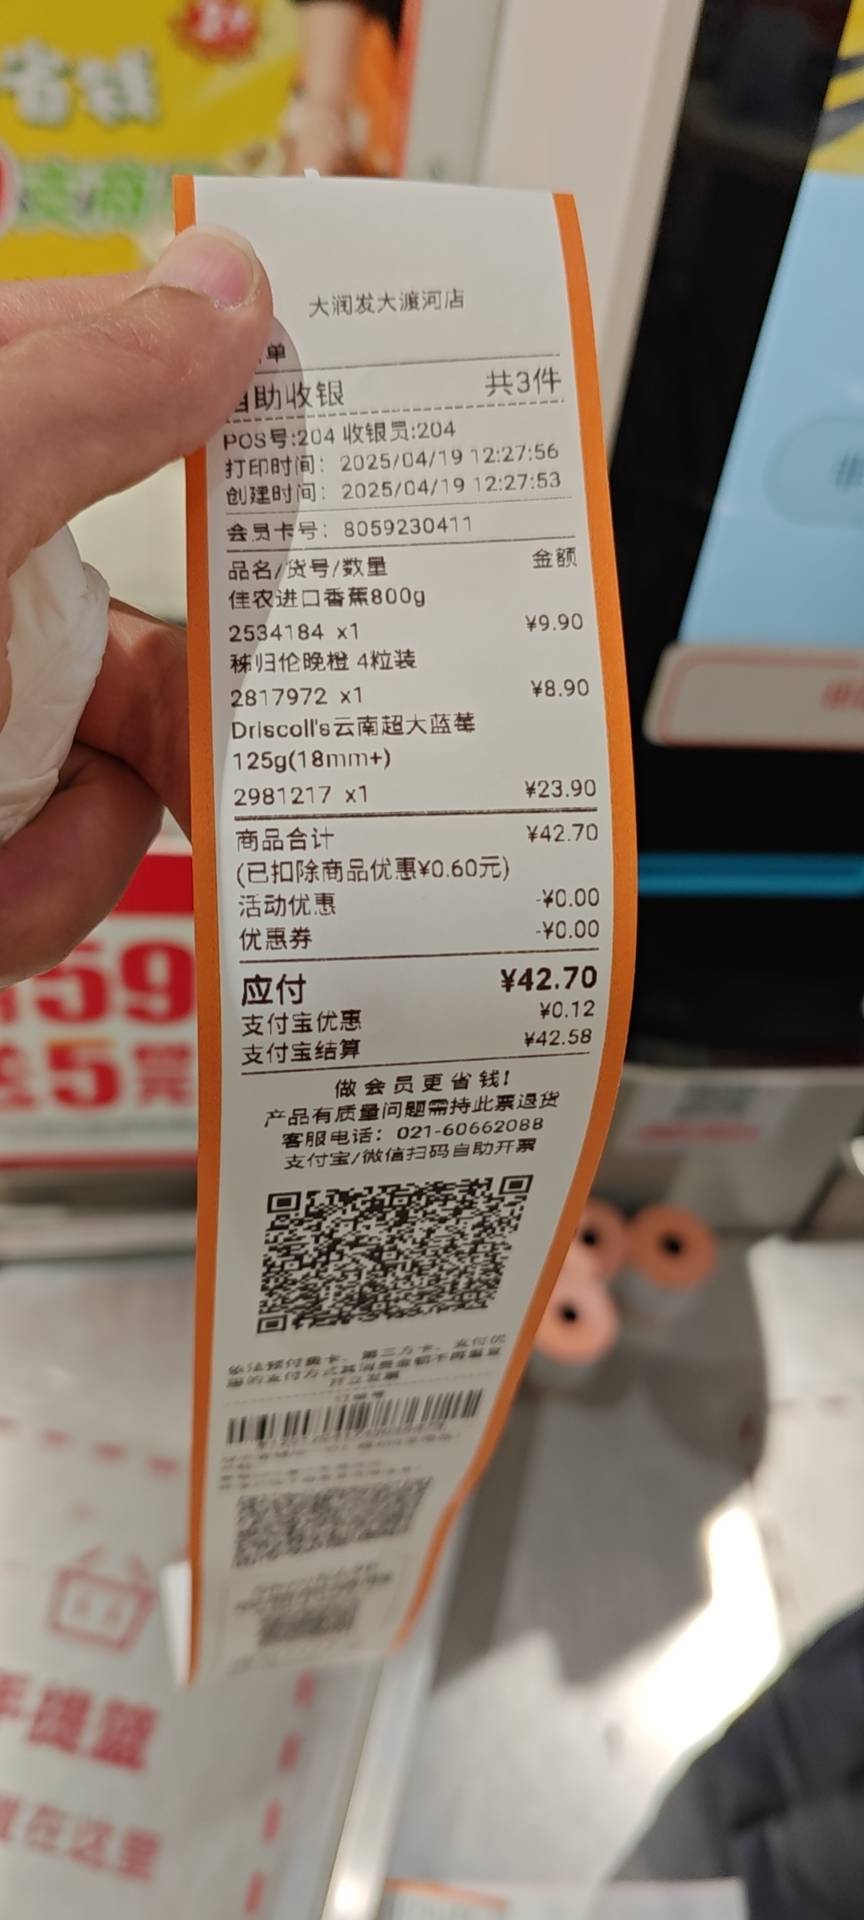 大润发大渡河店
单
自助收银 共3件
POS号:204 收银员:204
打印时间: 2025/04/19 12:27:56
创建时间: 2025/04/19 12:27:53
会员卡号: 8059230411
品名/货号/数量 金额
佳农进口香蕉800g
2534184 x1 ¥9.90
秭归伦晚橙 4粒装
2817972 x1 ¥8.90
Driscoll's云南超大蓝莓
125g(18mm+)
2981217 x1 ¥23.90
商品合计 ¥42.70
(已扣除商品优惠¥0.60元)
活动优惠 -¥0.00
优惠券 -¥0.00
应付 ¥42.70
支付宝优惠 ¥0.12
支付宝结算 ¥42.58
做会员更省钱!
产品有质量问题需持此票退货
客服电话: 021-60662088
支付宝/微信扫码自助开票
59
5
手提篮
在这里